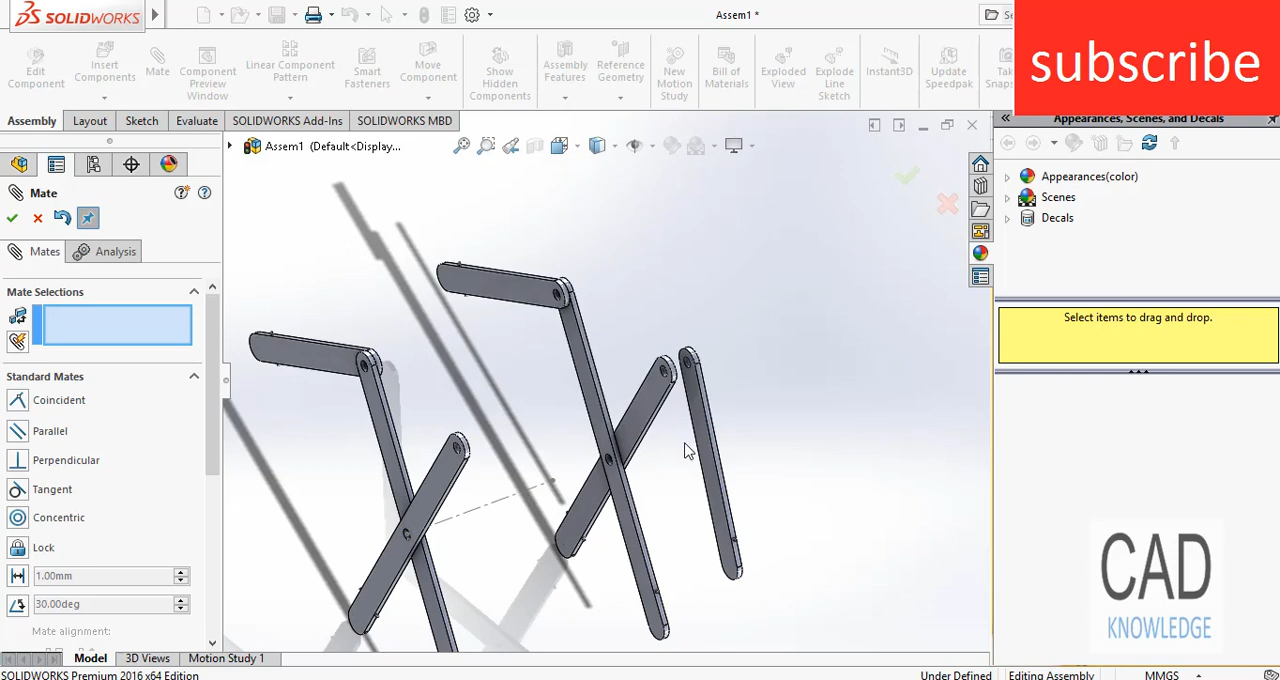 SOLIDWORKS
Assem1 *
Se
subscribe
Edit Component
Insert Components
Mate
Component Preview Window
Linear Component Pattern
Smart Fasteners
Move Component
Show Hidden Components
Assembly Features
Reference Geometry
New Motion Study
Bill of Materials
Exploded View
Explode Line Sketch
Instant3D
Update Speedpak
Take Snaps
Assembly
Layout
Sketch
Evaluate
SOLIDWORKS Add-Ins
SOLIDWORKS MBD
Appearances, Scenes, and Decals
Assem1 (Default<Display...
Mate
Mates
Analysis
Mate Selections
Standard Mates
Coincident
Parallel
Perpendicular
Tangent
Concentric
Lock
1.00mm
30.00deg
Mate alignment:
Appearances(color)
Scenes
Decals
Select items to drag and drop.
CAD
KNOWLEDGE
Model
3D Views
Motion Study 1
SOLIDWORKS Premium 2016 x64 Edition
Under Defined
Editing Assembly
MMGS